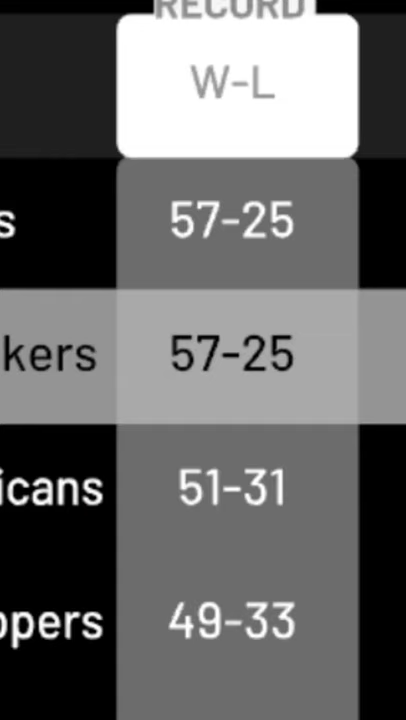 RECORD
W-L
s 57-25
kers 57-25
icans 51-31
ppers 49-33